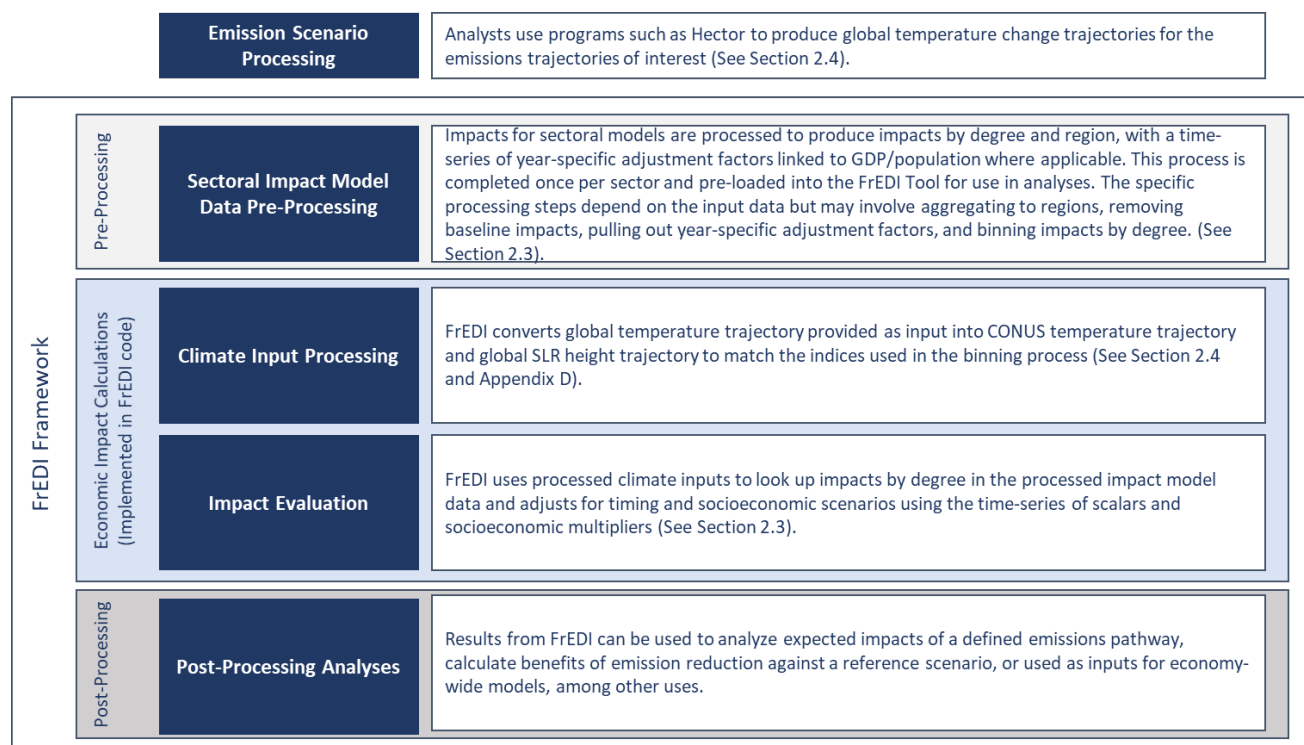 Emission Scenario
Processing
Analysts use programs such as Hector to produce global temperature change trajectories for the
emissions trajectories of interest (See Section 2.4).
FrEDI Framework
Pre-Processing
Sectoral Impact Model
Data Pre-Processing
Impacts for sectoral models are processed to produce impacts by degree and region, with a time-
series of year-specific adjustment factors linked to GDP/population where applicable. This process is
completed once per sector and pre-loaded into the FrEDI Tool for use in analyses. The specific
processing steps depend on the input data but may involve aggregating to regions, removing
baseline impacts, pulling out year-specific adjustment factors, and binning impacts by degree. (See
Section 2.3).
Economic Impact Calculations
(Implemented in FrEDI code)
Climate Input Processing
FrEDI converts global temperature trajectory provided as input into CONUS temperature trajectory
and global SLR height trajectory to match the indices used in the binning process (See Section 2.4
and Appendix D).
Impact Evaluation
FrEDI uses processed climate inputs to look up impacts by degree in the processed impact model
data and adjusts for timing and socioeconomic scenarios using the time-series of scalars and
socioeconomic multipliers (See Section 2.3).
Post-Processing
Post-Processing Analyses
Results from FrEDI can be used to analyze expected impacts of a defined emissions pathway,
calculate benefits of emission reduction against a reference scenario, or used as inputs for economy-
wide models, among other uses.